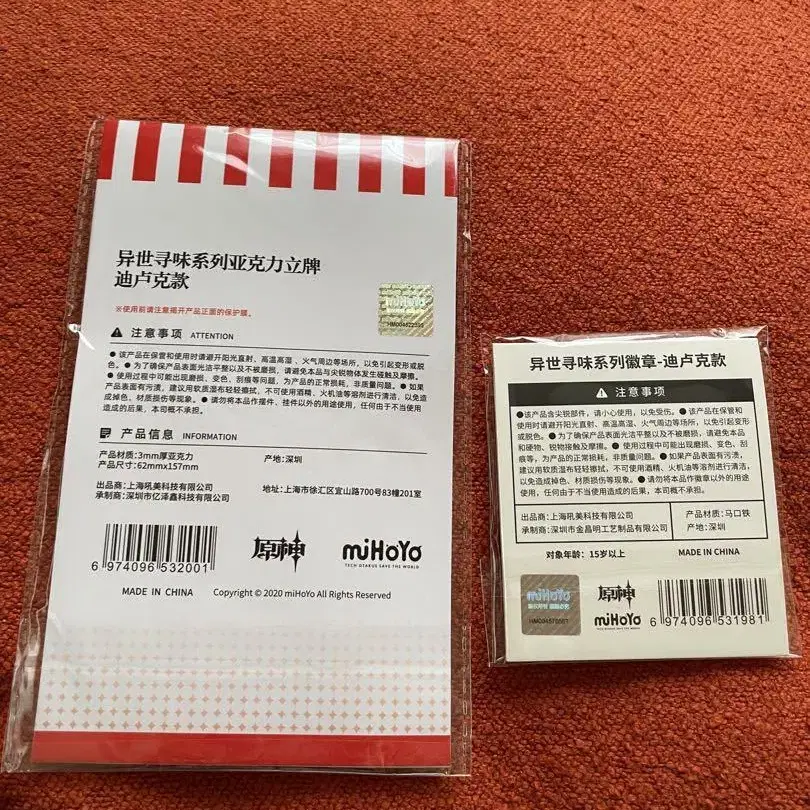 异世寻味系列亚克力立牌
迪卢克款
※使用前请注意揭开产品正面的保护膜。
miHoYo
注意事项 ATTENTION
●该产品在保管和使用时请避开阳光直射、高温高湿、火气周边等场所，以免引起变形或脱
色。●为了确保产品表面光洁平整以及不被磨损，请避免本品与尖锐物体发生碰触及摩擦。
●使用过程中可能出现磨损、变色、刮痕等问题，为产品的正常损耗，非质量问题。●如果
产品表面有污渍，建议用软质湿布轻轻擦拭，不可使用酒精、火机油等溶剂进行清洁，以免造
成掉色、材质损伤等现象。●请勿将本品作摆件、挂件以外的用途使用，任何由于不当使用
造成的后果，本司概不承担。
产品信息 INFORMATION
产品材质：3mm厚亚克力 产地：深圳
产品尺寸：62mmx157mm
出品商：上海吼美科技有限公司 地址：上海市徐汇区宜山路700号83幢201室
承制商：深圳市亿泽鑫科技有限公司
6 974096 532001
原神
miHoYo
TECH OTAKUS SAVE THE WORLD
MADE IN CHINA Copyright © 2020 miHoYo All Rights Reserved
异世寻味系列徽章-迪卢克款
注意事项
●该产品含尖锐部件，请小心使用，以免受伤。●该产品在保管和
使用时请避开阳光直射、高温高湿、火气周边等场所，以免引起变形
或脱色。●为了确保产品表面光洁平整以及不被磨损，请避免本品
和硬物、锐物接触及摩擦。●使用过程中可能出现磨损、变色、刮
痕等，为产品的正常损耗，非质量问题。●如果产品表面有污渍，
建议用软质湿布轻轻擦拭，不可使用酒精、火机油等溶剂进行清洁，
以免造成掉色、材质损伤等现象。●请勿将本品作徽章以外的用途
使用，任何由于不当使用造成的后果，本司概不承担。
出品商：上海吼美科技有限公司 产品材质：马口铁
承制商：深圳市金昌明工艺制品有限公司 产地：深圳
对象年龄：15岁以上 MADE IN CHINA
miHoYo
原神
miHoYo
6 974096 531981